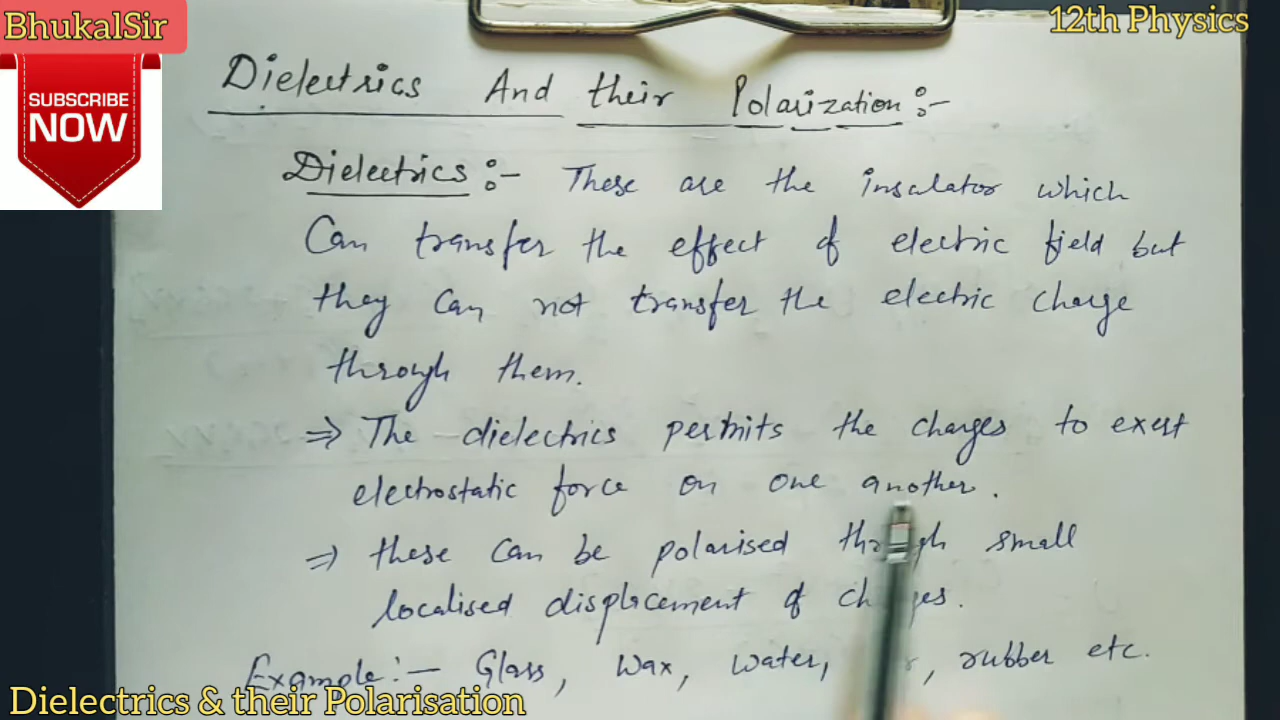 BhukalSir
12th Physics
SUBSCRIBE
NOW
Dielectrics And their Polarization:-
Dielectrics:- These are the insulator which
Can transfer the effect of electric field but
they Can not transfer the electric charge
through them.
⇒ The dielectrics permits the charges to exert
electrostatic force on one another.
⇒ these Can be polarised through small
localised displacement of charges.
Example:- Glass, Wax, Water, rubber etc.
Dielectrics & their Polarisation